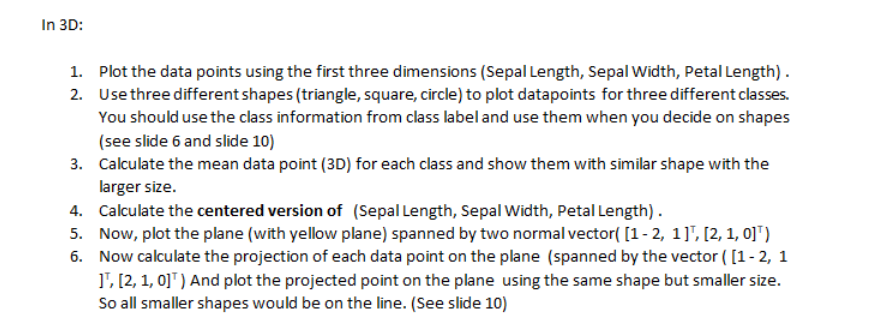 In 3D:
1. Plot the data points using the first three dimensions (Sepal Length, Sepal Width, Petal Length) .
2. Use three different shapes (triangle, square, circle) to plot datapoints for three different classes.
You should use the class information from class label and use them when you decide on shapes
(see slide 6 and slide 10)
3. Calculate the mean data point (3D) for each class and show them with similar shape with the
larger size.
4. Calculate the centered version of (Sepal Length, Sepal Width, Petal Length) .
5. Now, plot the plane (with yellow plane) spanned by two normal vector( [1 - 2, 1 ]ᵀ, [2, 1, 0]ᵀ)
6. Now calculate the projection of each data point on the plane (spanned by the vector ( [1 - 2, 1
]ᵀ, [2, 1, 0]ᵀ ) And plot the projected point on the plane using the same shape but smaller size.
So all smaller shapes would be on the line. (See slide 10)